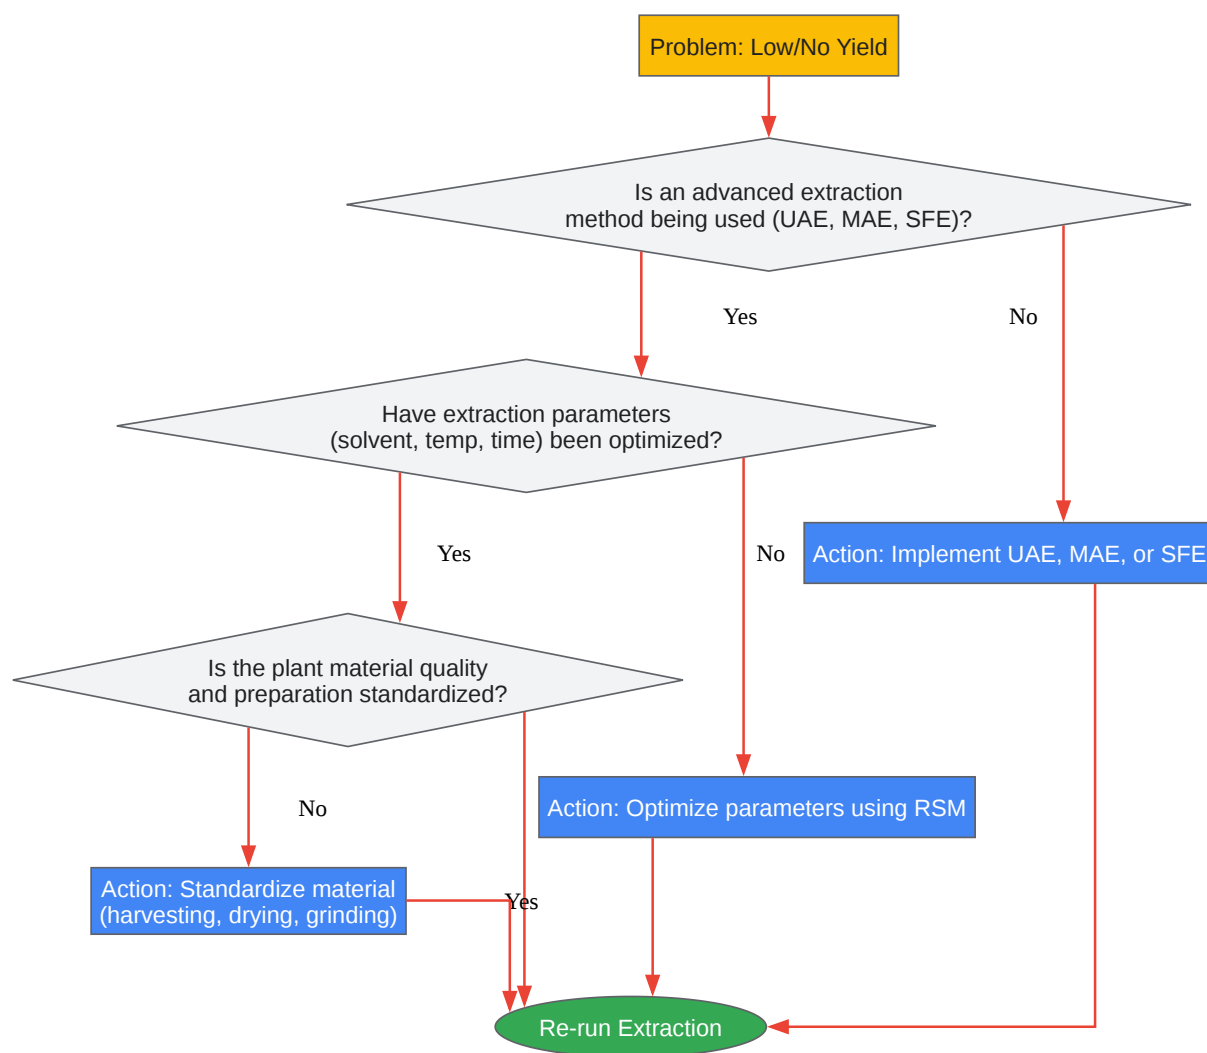 Problem: Low/No Yield
Is an advanced extraction
method being used (UAE, MAE, SFE)?
Yes
No
Have extraction parameters
(solvent, temp, time) been optimized?
Yes
No
Action: Implement UAE, MAE, or SFE
Is the plant material quality
and preparation standardized?
No
Action: Optimize parameters using RSM
Action: Standardize material
(harvesting, drying, grinding)
Yes
Re-run Extraction